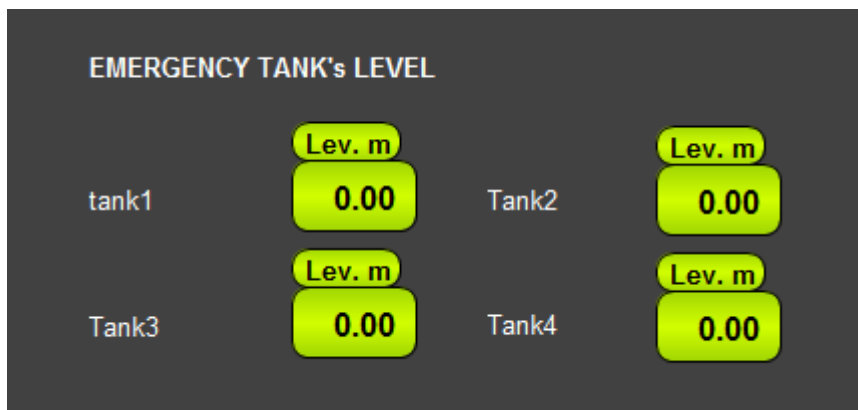 EMERGENCY TANK's LEVEL
Lev. m
Lev. m
tank1
0.00
Tank2
0.00
Lev. m
Lev. m
Tank3
0.00
Tank4
0.00